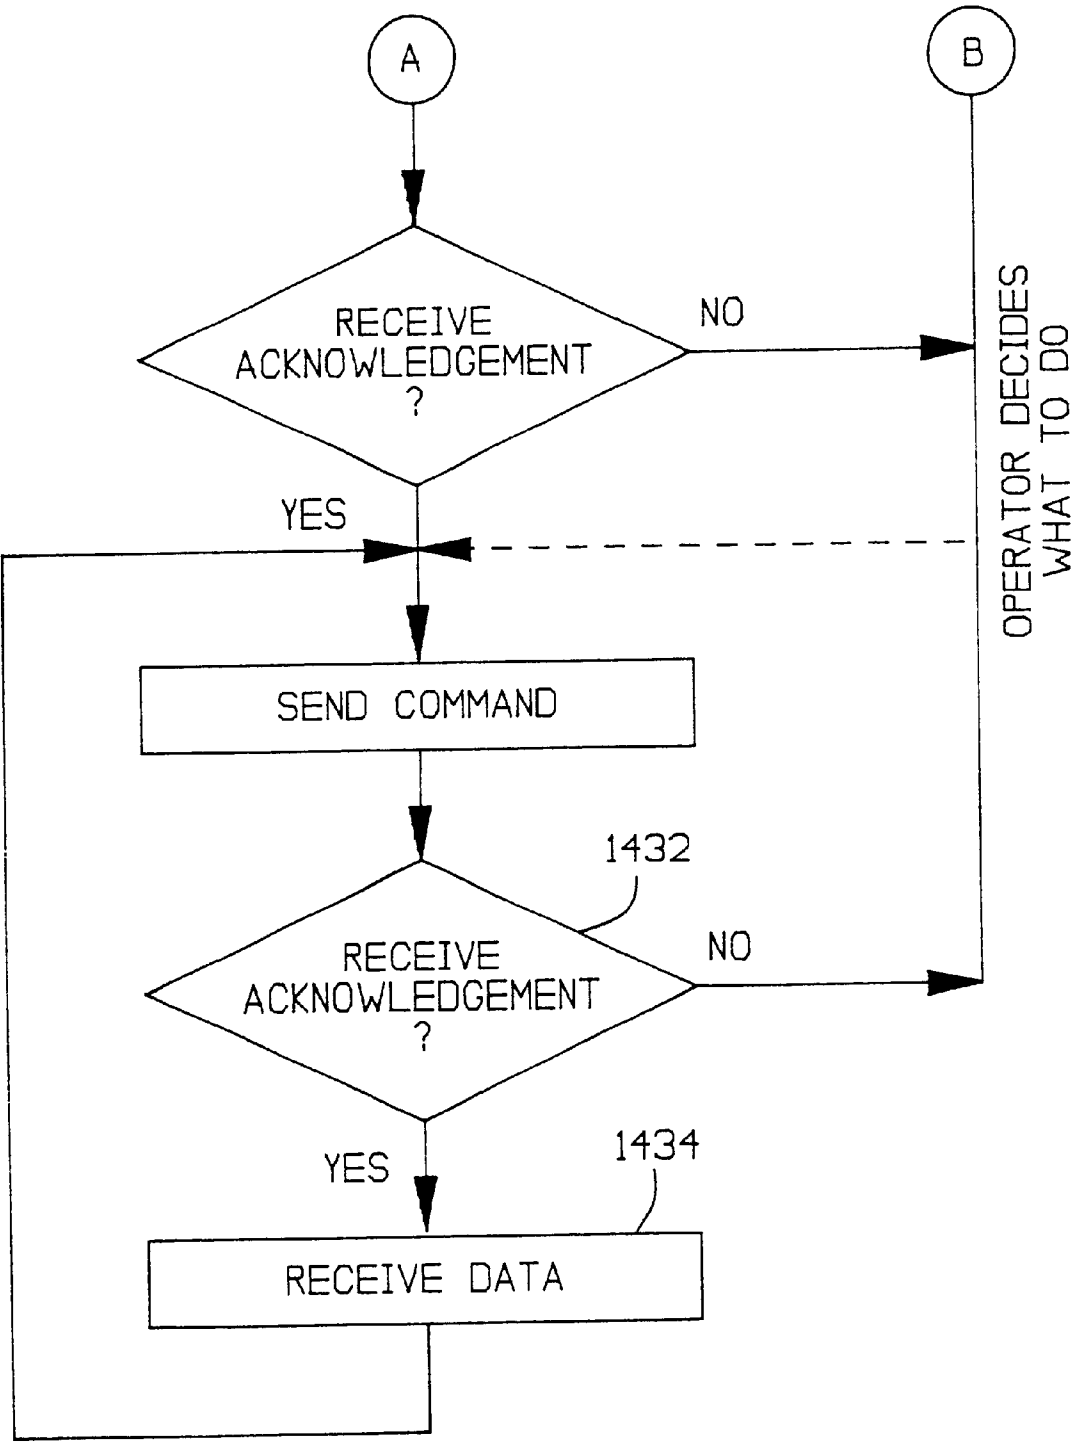 A
B
RECEIVE
ACKNOWLEDGEMENT
?
NO
OPERATOR DECIDES
WHAT TO DO
YES
SEND COMMAND
1432
RECEIVE
ACKNOWLEDGEMENT
?
NO
YES
1434
RECEIVE DATA